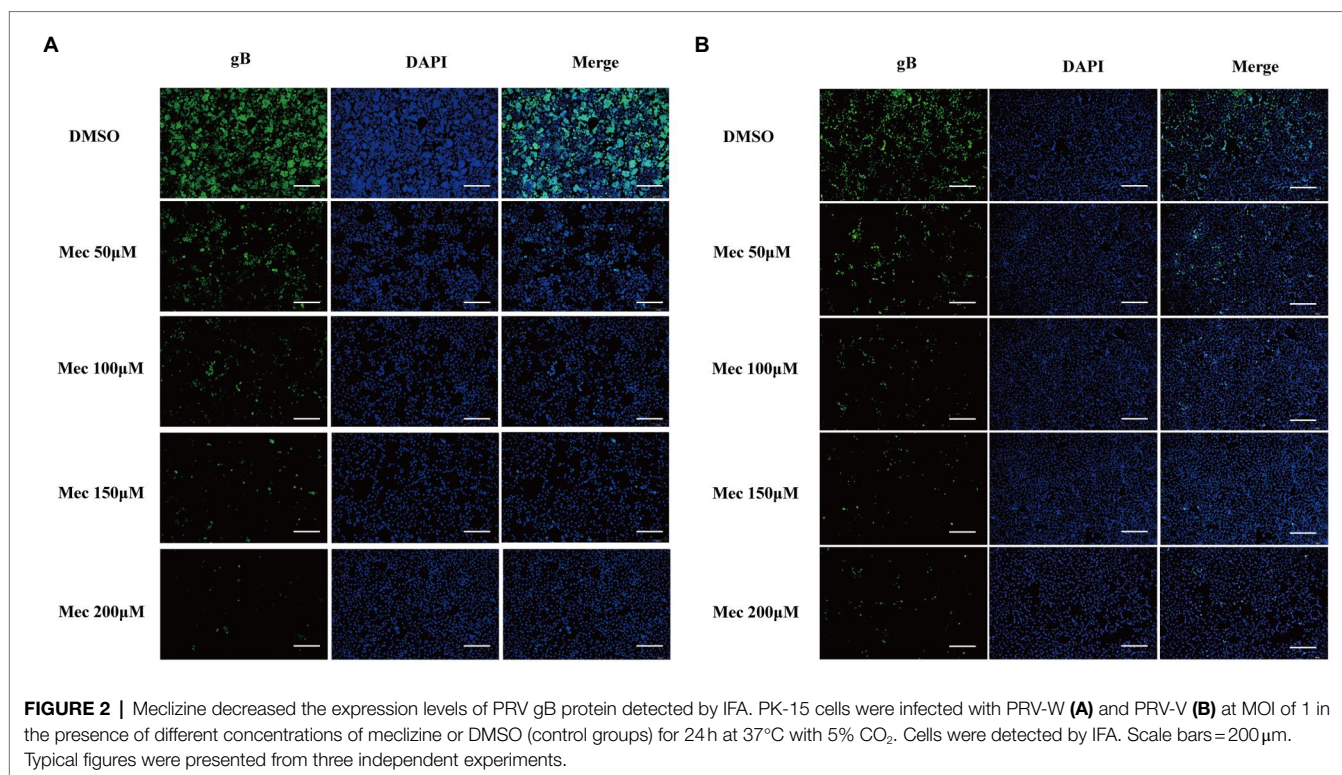 A
gB DAPI Merge
DMSO
Mec 50μM
Mec 100μM
Mec 150μM
Mec 200μM
B
gB DAPI Merge
DMSO
Mec 50μM
Mec 100μM
Mec 150μM
Mec 200μM
FIGURE 2 | Meclizine decreased the expression levels of PRV gB protein detected by IFA. PK-15 cells were infected with PRV-W (A) and PRV-V (B) at MOI of 1 in
the presence of different concentrations of meclizine or DMSO (control groups) for 24 h at 37°C with 5% CO₂. Cells were detected by IFA. Scale bars = 200 μm.
Typical figures were presented from three independent experiments.